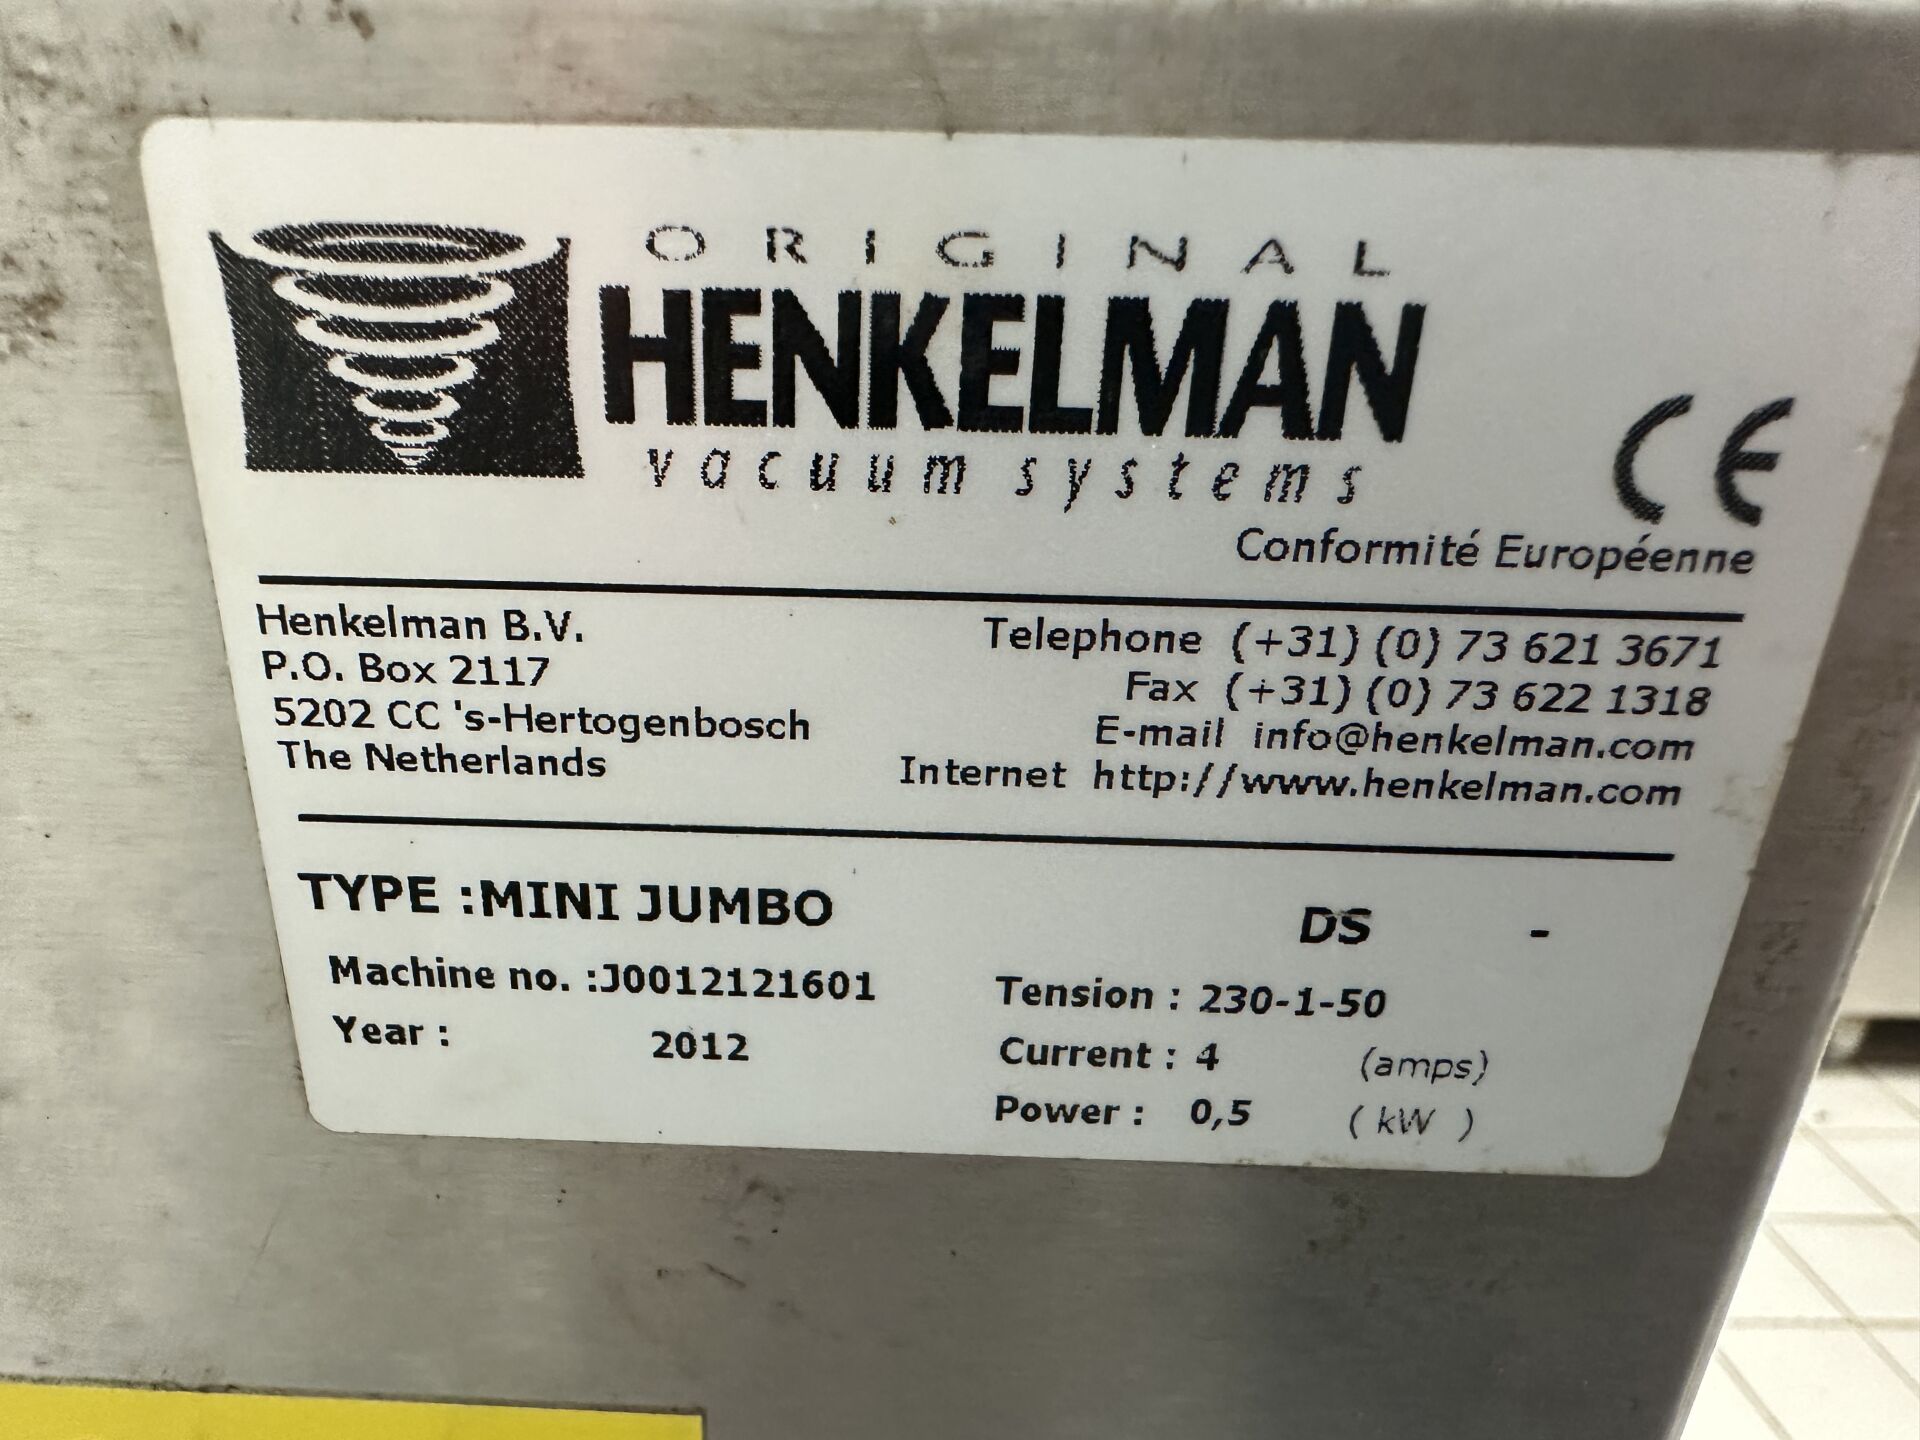 ORIGINAL
HENKELMAN
vacuum systems
CE
Conformité Européenne
Henkelman B.V.
P.O. Box 2117
5202 CC 's-Hertogenbosch
The Netherlands
Telephone (+31) (0) 73 621 3671
Fax (+31) (0) 73 622 1318
E-mail info@henkelman.com
Internet http://www.henkelman.com
TYPE :MINI JUMBO DS -
Machine no. :J0012121601
Year : 2012
Tension : 230-1-50
Current : 4 (amps)
Power : 0,5 ( kW )